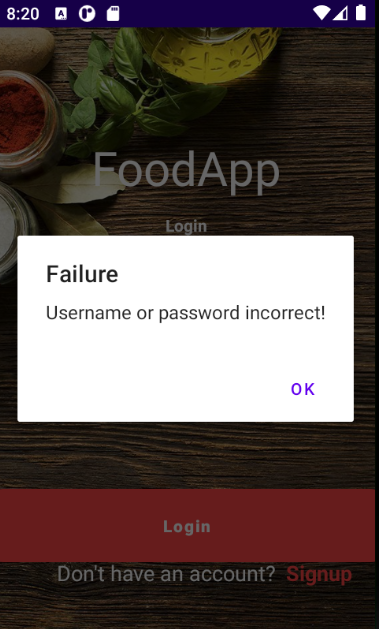 8:20
FoodApp
Login
Failure
Username or password incorrect!
OK
Login
Don't have an account? Signup